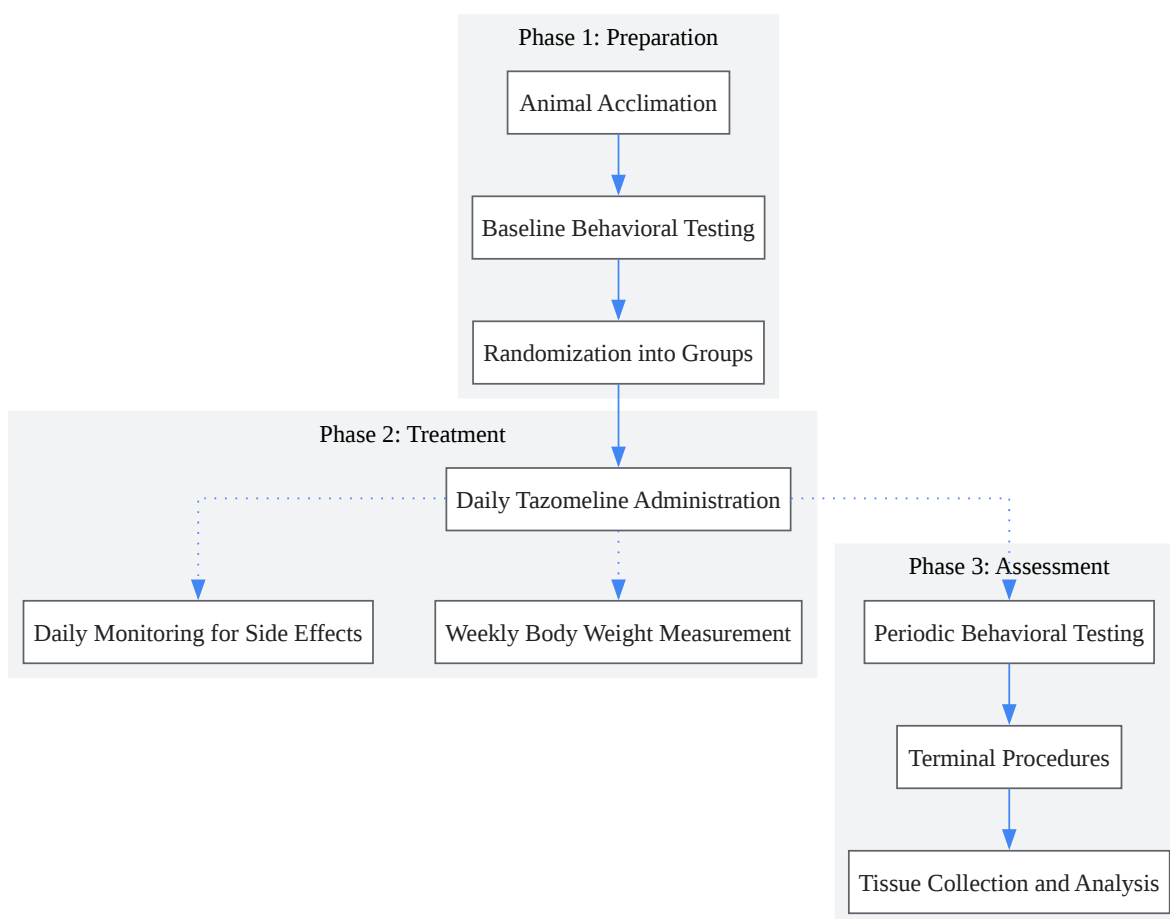 Phase 1: Preparation
Animal Acclimation
Baseline Behavioral Testing
Randomization into Groups
Phase 2: Treatment
Daily Tazomeline Administration
Daily Monitoring for Side Effects
Weekly Body Weight Measurement
Phase 3: Assessment
Periodic Behavioral Testing
Terminal Procedures
Tissue Collection and Analysis